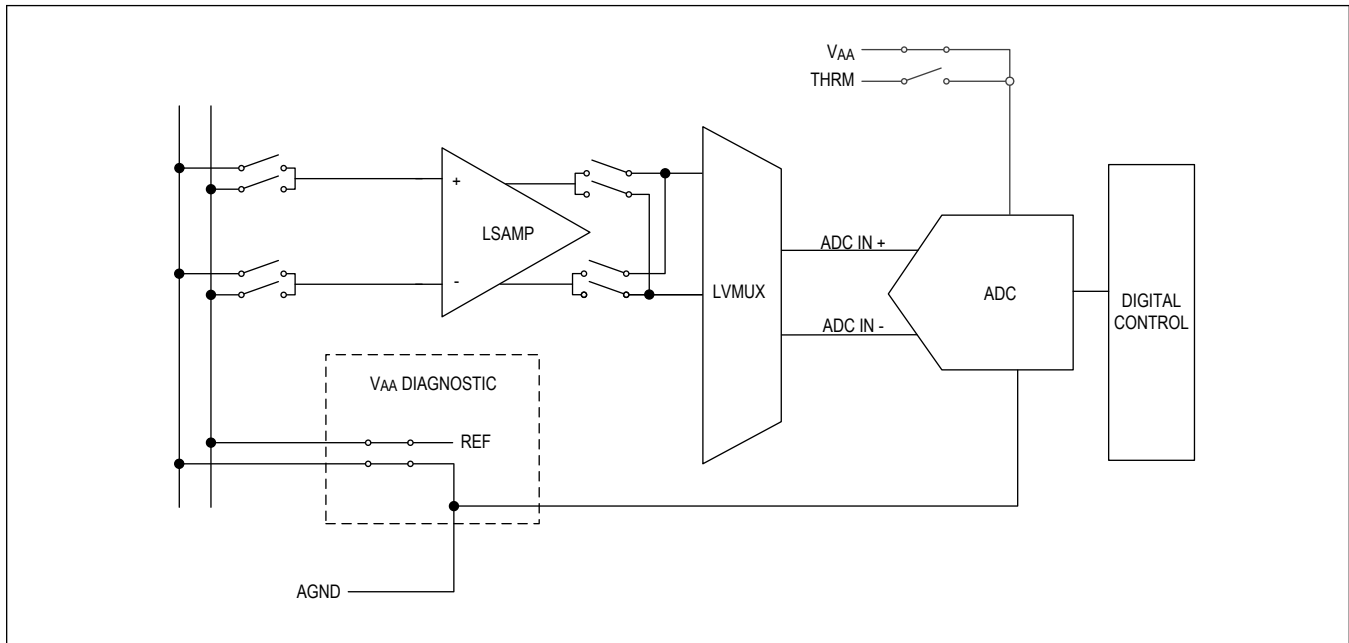 VAA
THRM
+
LSAMP
-
ADC IN +
LVMUX
ADC IN -
ADC
DIGITAL
CONTROL
VAA DIAGNOSTIC
REF
AGND